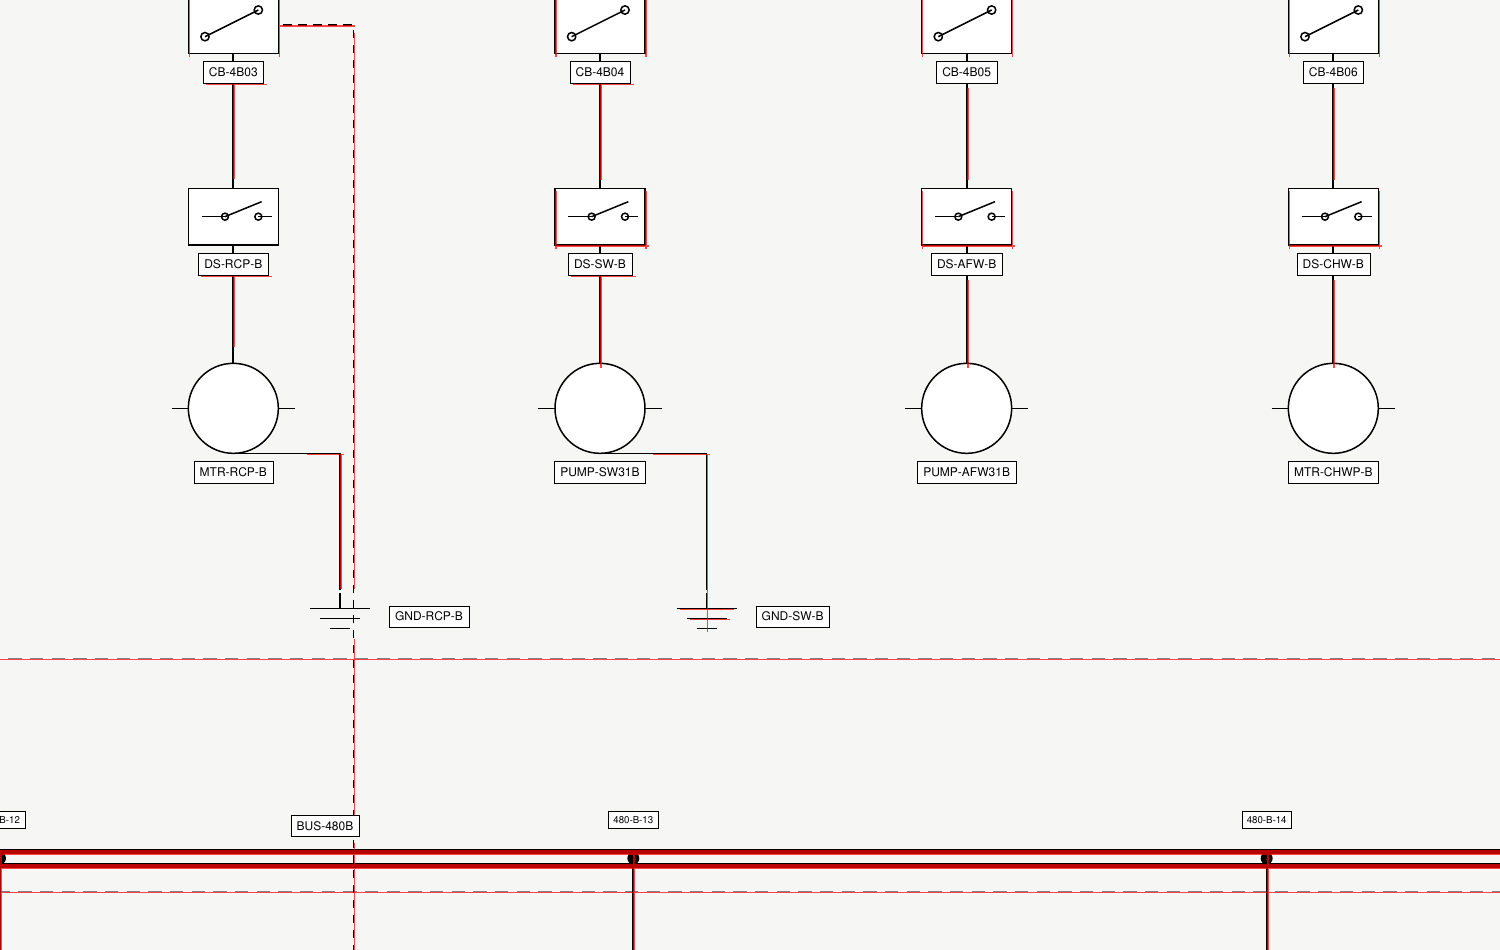 CB-4B03
CB-4B04
CB-4B05
CB-4B06
DS-RCP-B
DS-SW-B
DS-AFW-B
DS-CHW-B
MTR-RCP-B
PUMP-SW31B
PUMP-AFW31B
MTR-CHWP-B
GND-RCP-B
GND-SW-B
B-12
BUS-480B
480-B-13
480-B-14